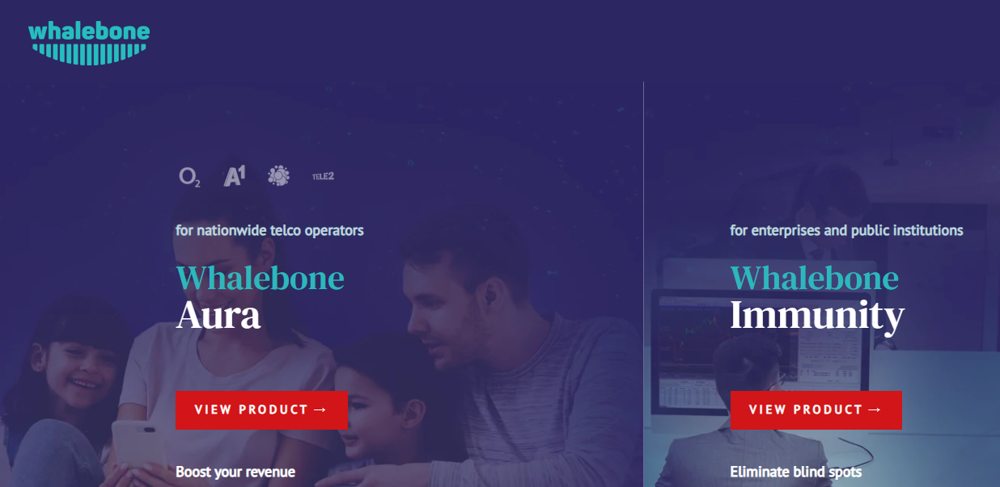 whalebone
O2 A1 TELE2
for nationwide telco operators
Whalebone
Aura
VIEW PRODUCT →
Boost your revenue
for enterprises and public institutions
Whalebone
Immunity
VIEW PRODUCT →
Eliminate blind spots